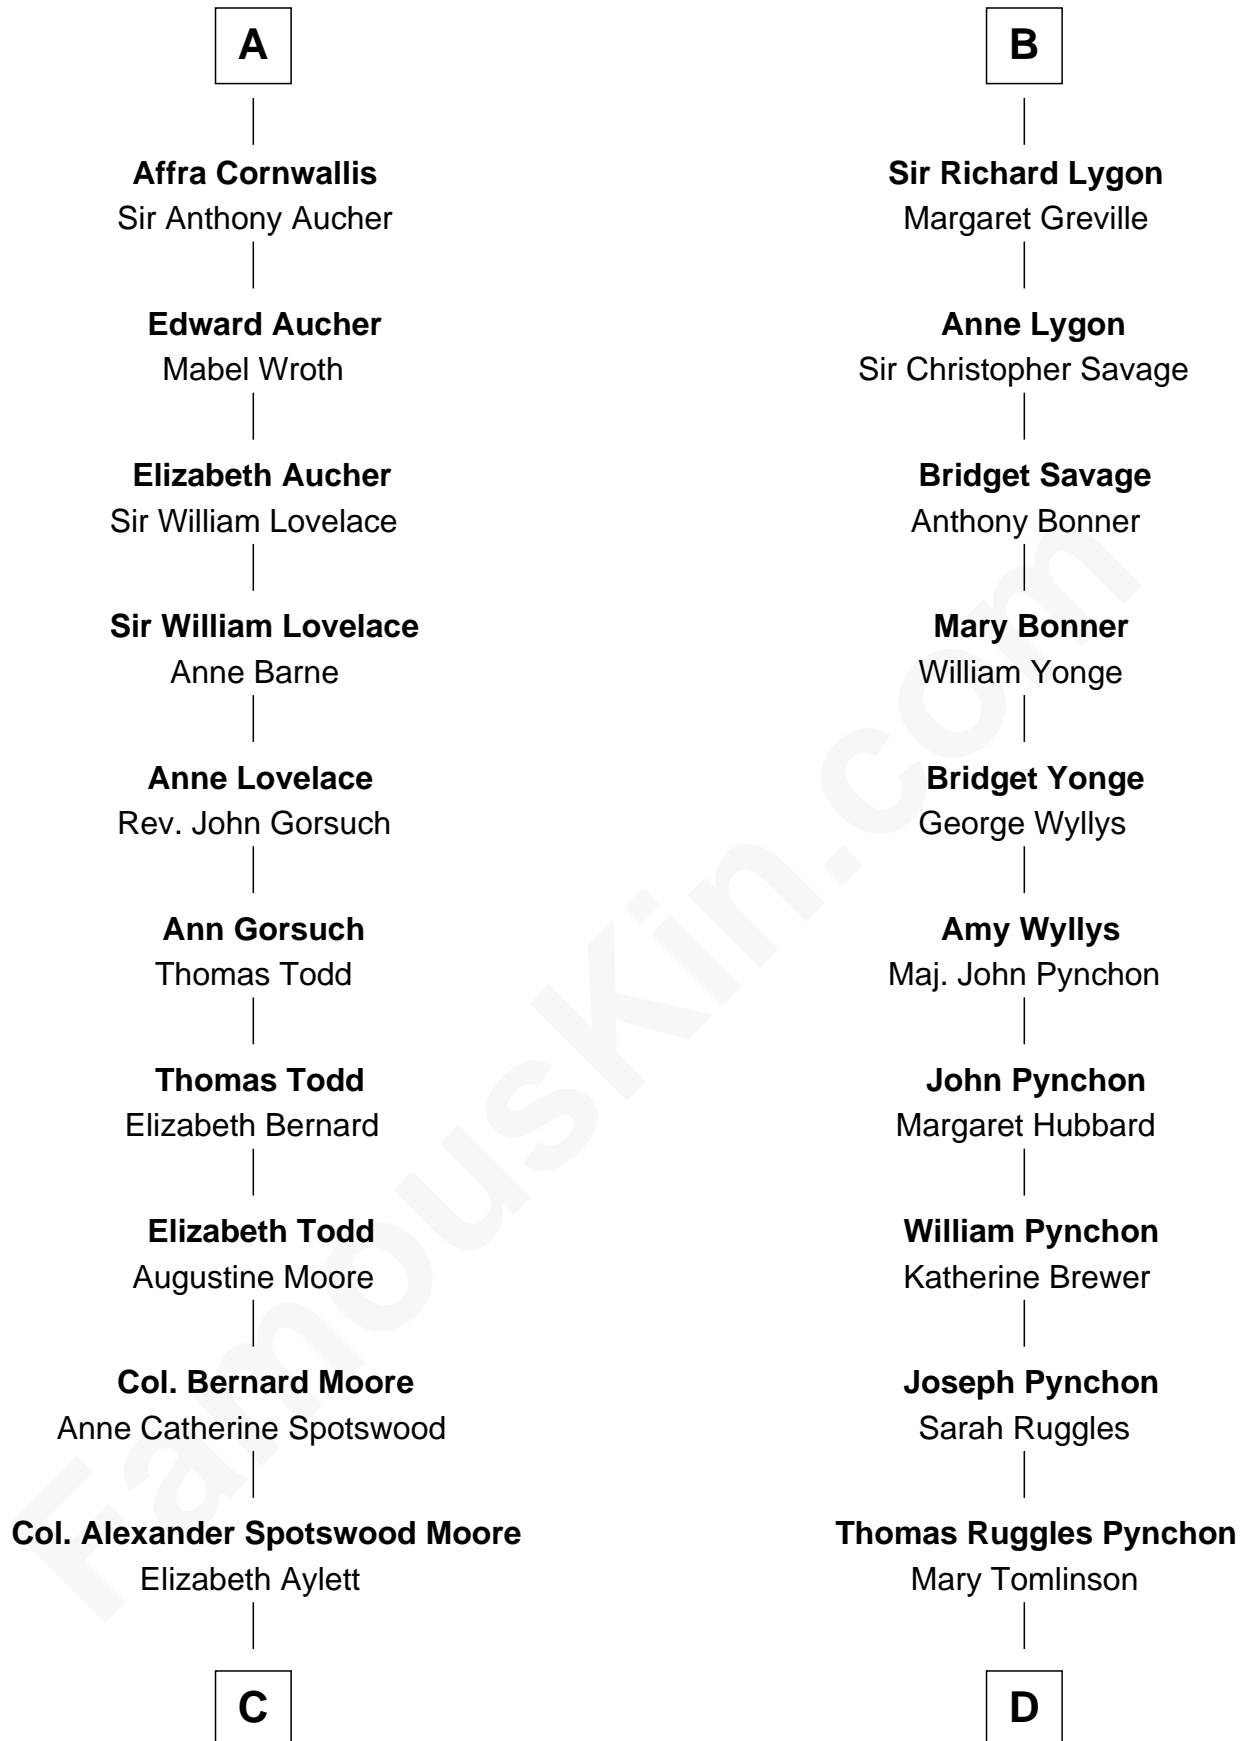 A
Affra Cornwallis
Sir Anthony Aucher
Edward Aucher
Mabel Wroth
Elizabeth Aucher
Sir William Lovelace
Sir William Lovelace
Anne Barne
Anne Lovelace
Rev. John Gorsuch
Ann Gorsuch
Thomas Todd
Thomas Todd
Elizabeth Bernard
Elizabeth Todd
Augustine Moore
Col. Bernard Moore
Anne Catherine Spotswood
Col. Alexander Spotswood Moore
Elizabeth Aylett
C
B
Sir Richard Lygon
Margaret Greville
Anne Lygon
Sir Christopher Savage
Bridget Savage
Anthony Bonner
Mary Bonner
William Yonge
Bridget Yonge
George Wyllys
Amy Wyllys
Maj. John Pynchon
John Pynchon
Margaret Hubbard
William Pynchon
Katherine Brewer
Joseph Pynchon
Sarah Ruggles
Thomas Ruggles Pynchon
Mary Tomlinson
D
FamousKin.com